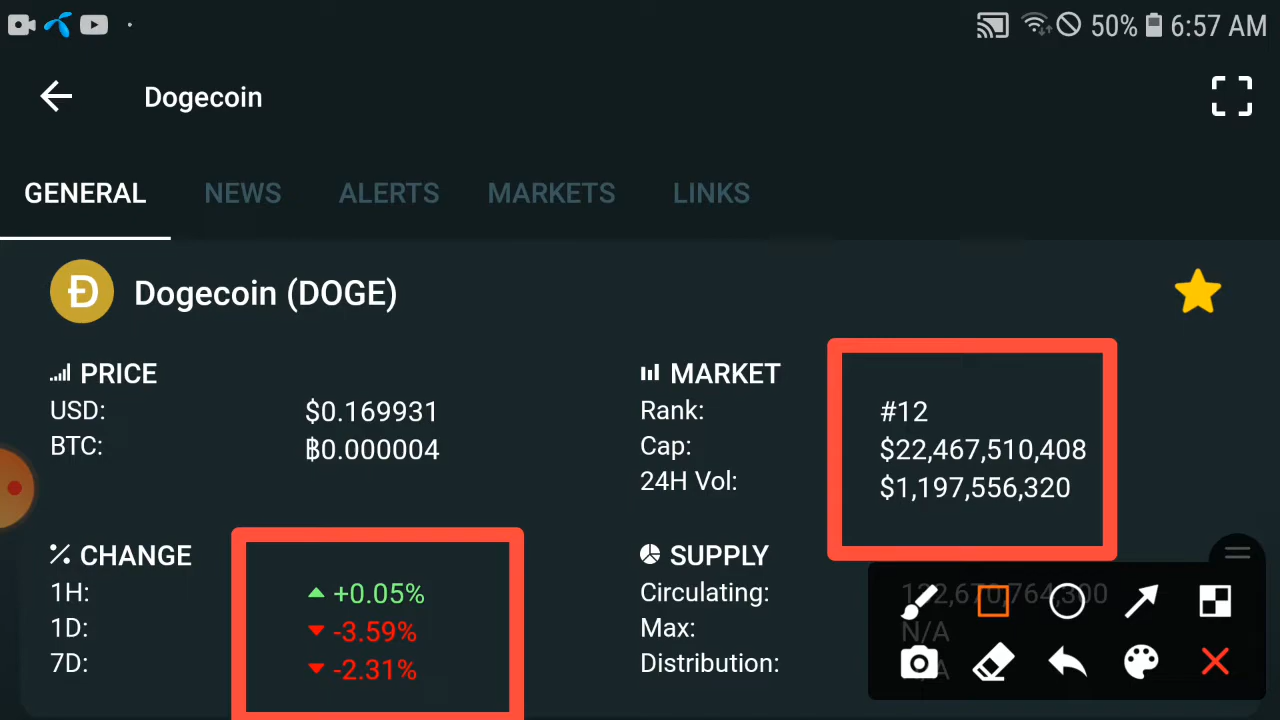 50% 6:57 AM
Dogecoin
GENERAL NEWS ALERTS MARKETS LINKS
Dogecoin (DOGE)
PRICE
USD: $0.169931
BTC: ฿0.000004
MARKET
Rank: #12
Cap: $22,467,510,408
24H Vol: $1,197,556,320
CHANGE
1H: +0.05%
1D: -3.59%
7D: -2.31%
SUPPLY
Circulating:
Max: N/A
Distribution: